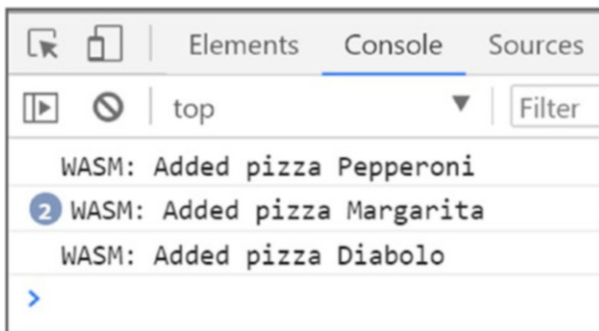 Elements Console Sources
top Filter
WASM: Added pizza Pepperoni
2 WASM: Added pizza Margarita
WASM: Added pizza Diabolo